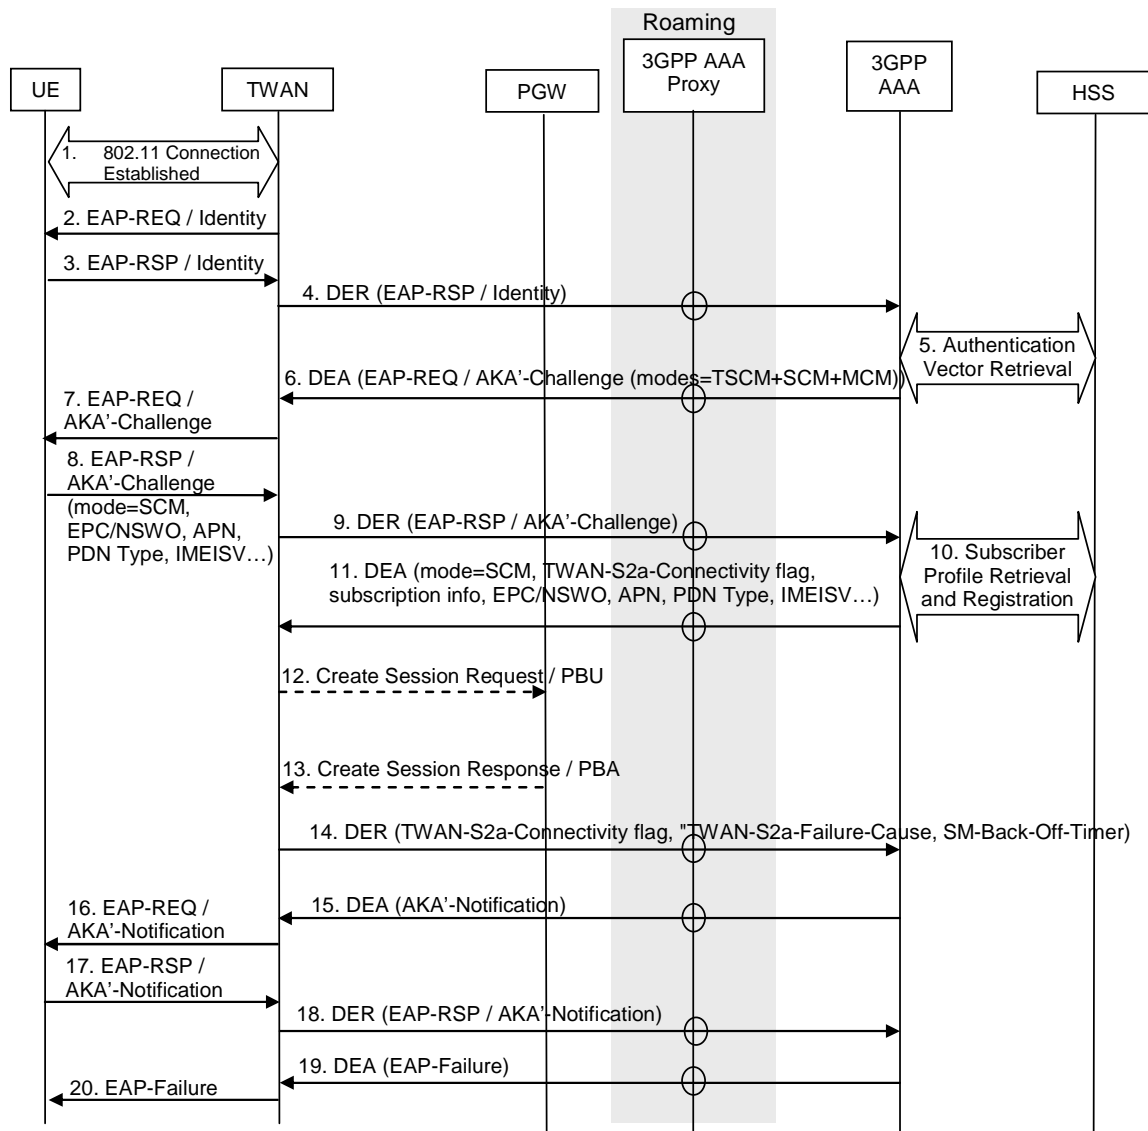 Roaming
UE
TWAN
PGW
3GPP AAA
Proxy
3GPP
AAA
HSS
1. 802.11 Connection
Established
2. EAP-REQ / Identity
3. EAP-RSP / Identity
4. DER (EAP-RSP / Identity)
5. Authentication
Vector Retrieval
6. DEA (EAP-REQ / AKA'-Challenge (modes=TSCM+SCM+MCM))
7. EAP-REQ /
AKA'-Challenge
8. EAP-RSP /
AKA'-Challenge
(mode=SCM,
EPC/NSWO, APN,
PDN Type, IMEISV…)
9. DER (EAP-RSP / AKA'-Challenge)
10. Subscriber
Profile Retrieval
and Registration
11. DEA (mode=SCM, TWAN-S2a-Connectivity flag,
subscription info, EPC/NSWO, APN, PDN Type, IMEISV…)
12. Create Session Request / PBU
13. Create Session Response / PBA
14. DER (TWAN-S2a-Connectivity flag, "TWAN-S2a-Failure-Cause, SM-Back-Off-Timer)
15. DEA (AKA'-Notification)
16. EAP-REQ /
AKA'-Notification
17. EAP-RSP /
AKA'-Notification
18. DER (EAP-RSP / AKA'-Notification)
19. DEA (EAP-Failure)
20. EAP-Failure